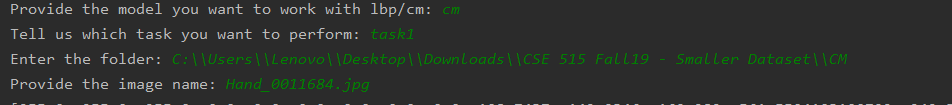 Provide the model you want to work with lbp/cm: cm
Tell us which task you want to perform: task1
Enter the folder: C:\\Users\\Lenovo\\Desktop\\Downloads\\CSE 515 Fall19 - Smaller Dataset\\CM
Provide the image name: Hand_0011684.jpg